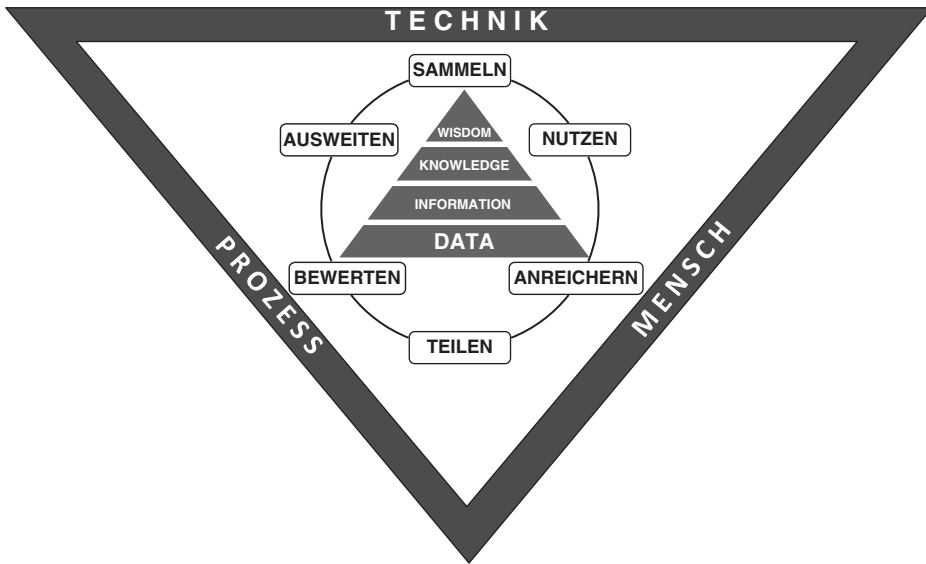 TECHNIK
SAMMELN
AUSWEITEN
NUTZEN
WISDOM
KNOWLEDGE
INFORMATION
DATA
BEWERTEN
ANREICHERN
TEILEN
PROZESS
MENSCH